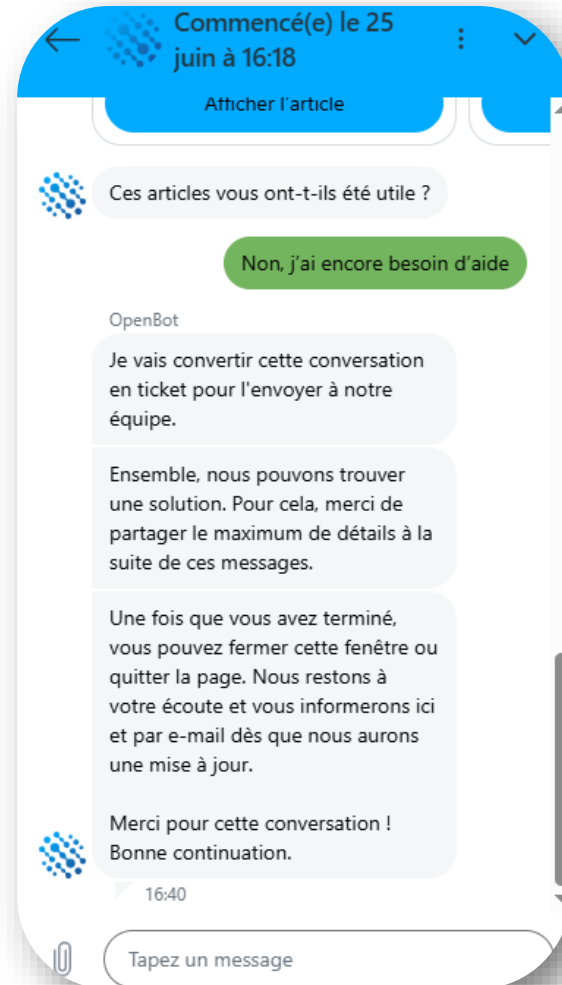 Commencé(e) le 25
juin à 16:18
Afficher l'article
Ces articles vous ont-t-ils été utile ?
Non, j'ai encore besoin d'aide
OpenBot
Je vais convertir cette conversation
en ticket pour l'envoyer à notre
équipe.
Ensemble, nous pouvons trouver
une solution. Pour cela, merci de
partager le maximum de détails à la
suite de ces messages.
Une fois que vous avez terminé,
vous pouvez fermer cette fenêtre ou
quitter la page. Nous restons à
votre écoute et vous informerons ici
et par e-mail dès que nous aurons
une mise à jour.
Merci pour cette conversation !
Bonne continuation.
16:40
Tapez un message